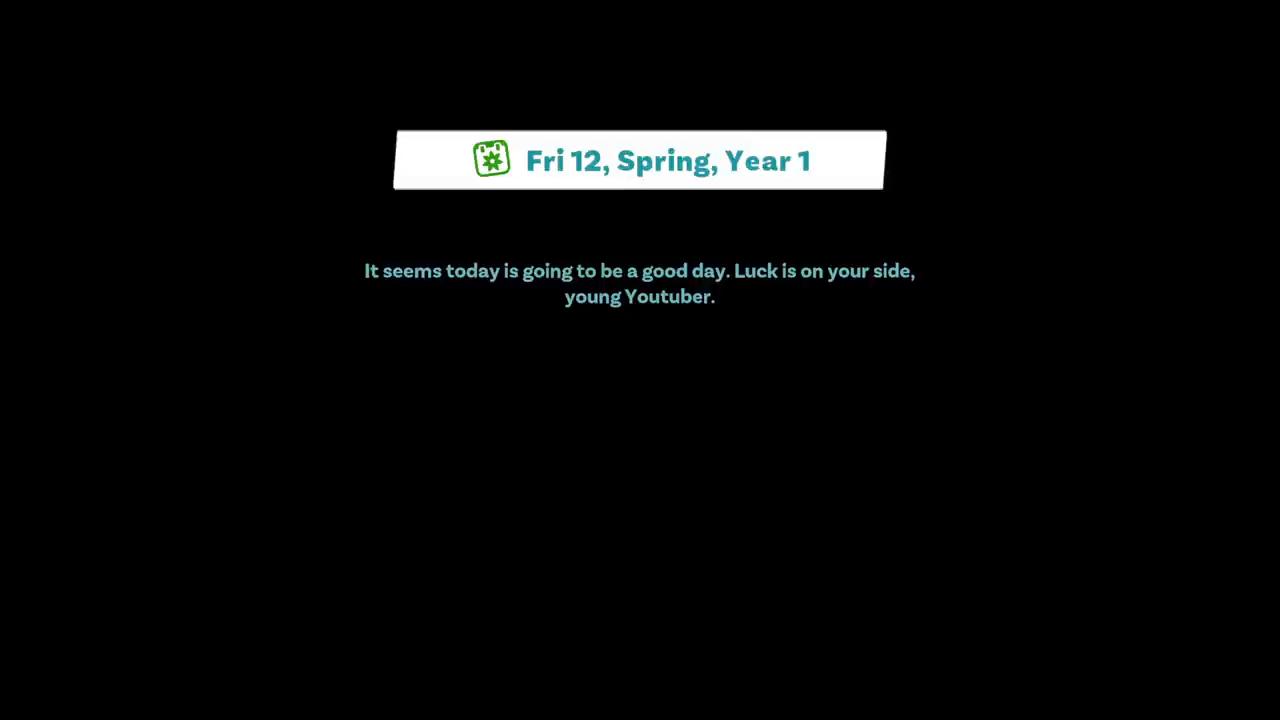 Fri 12, Spring, Year 1
It seems today is going to be a good day. Luck is on your side,
young Youtuber.